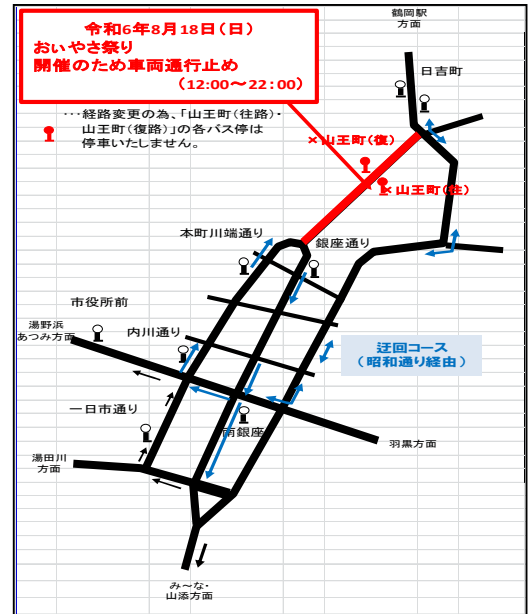 令和6年8月18日(日)
おいやさ祭り
開催のため車両通行止め
(12:00～22:00)
…経路変更の為、「山王町(往路)・
山王町(復路)」の各バス停は
停車いたしません。
鶴岡駅
方面
日吉町
×山王町(復)
×山王町(往)
本町川端通り
銀座通り
市役所前
湯野浜
あつみ方面
内川通り
迂回コース
(昭和通り経由)
一日市通り
南銀座
羽黒方面
湯田川
方面
み～な・
山添方面